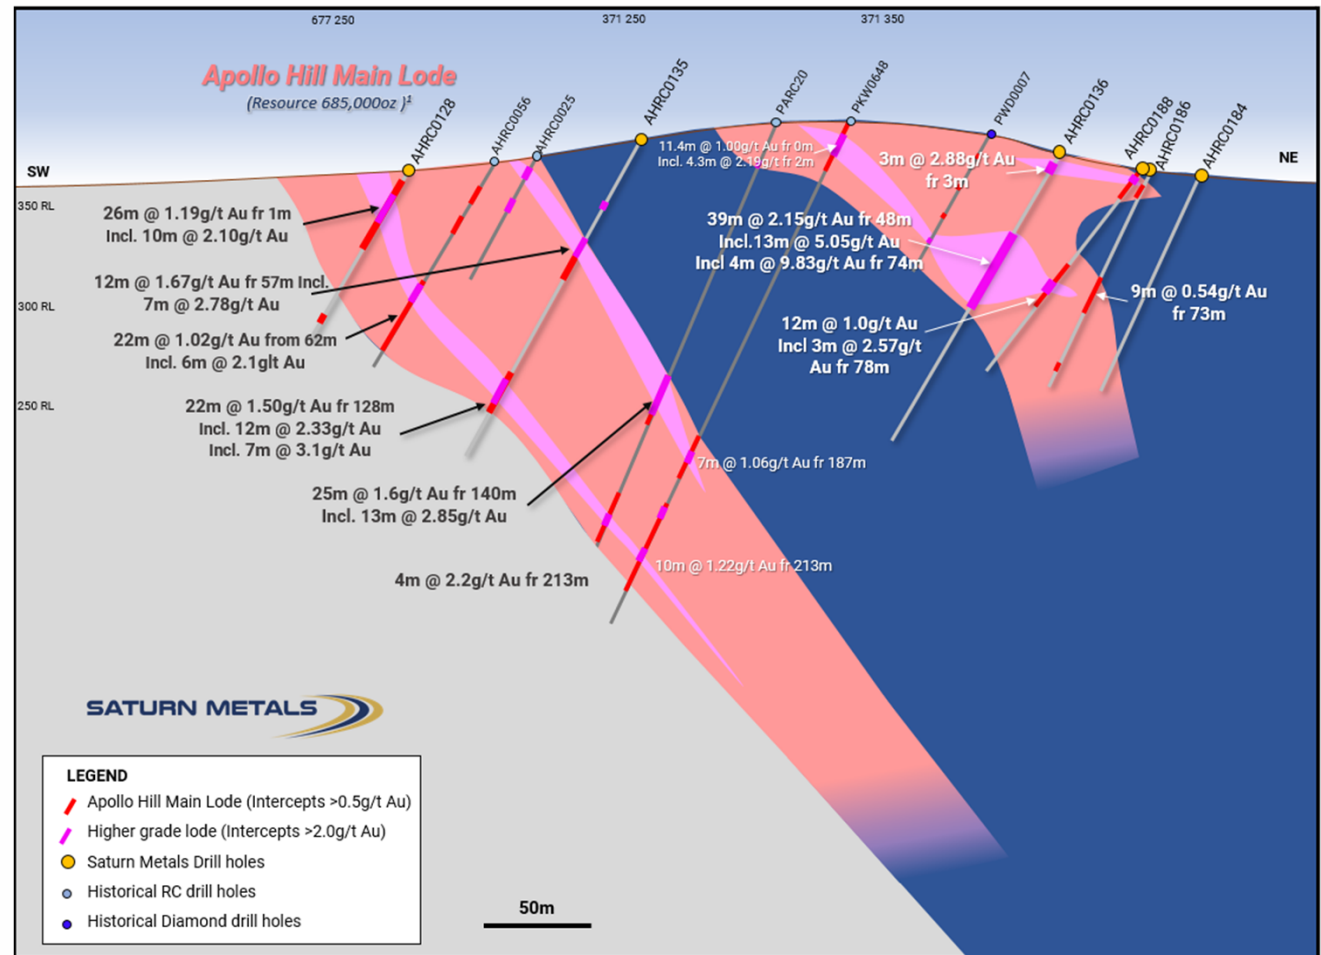 677 250
371 250
371 350
Apollo Hill Main Lode
(Resource 685,000oz )¹
AHRC0128
AHRC0056
AHRC0025
AHRC0135
PARC20
PKW0648
PWD0007
AHRC0136
AHRC0188
AHRC0186
AHRC0184
SW
NE
350 RL
300 RL
250 RL
11.4m @ 1.00g/t Au fr 0m
Incl. 4.3m @ 2.19g/t fr 2m
3m @ 2.88g/t Au
fr 3m
26m @ 1.19g/t Au fr 1m
Incl. 10m @ 2.10g/t Au
39m @ 2.15g/t Au fr 48m
Incl.13m @ 5.05g/t Au
Incl 4m @ 9.83g/t Au fr 74m
12m @ 1.67g/t Au fr 57m Incl.
7m @ 2.78g/t Au
9m @ 0.54g/t Au
fr 73m
22m @ 1.02g/t Au from 62m
Incl. 6m @ 2.1glt Au
12m @ 1.0g/t Au
Incl 3m @ 2.57g/t
Au fr 78m
22m @ 1.50g/t Au fr 128m
Incl. 12m @ 2.33g/t Au
Incl. 7m @ 3.1g/t Au
7m @ 1.06g/t Au fr 187m
25m @ 1.6g/t Au fr 140m
Incl. 13m @ 2.85g/t Au
10m @ 1.22g/t Au fr 213m
4m @ 2.2g/t Au fr 213m
SATURN METALS
LEGEND
Apollo Hill Main Lode (Intercepts >0.5g/t Au)
Higher grade lode (Intercepts >2.0g/t Au)
Saturn Metals Drill holes
Historical RC drill holes
Historical Diamond drill holes
50m